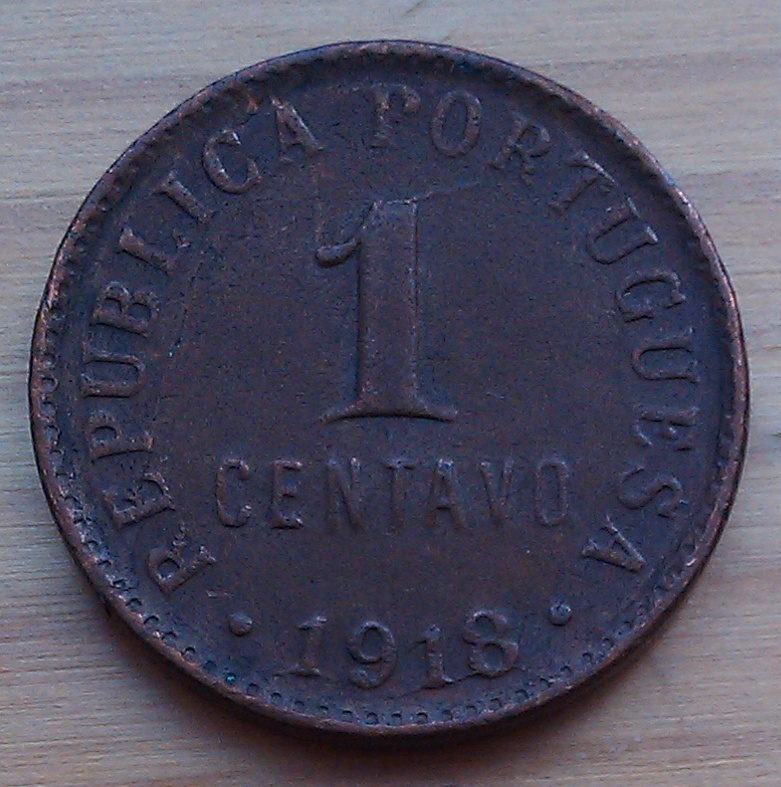 REPUBLICA PORTUGUESA
1
CENTAVO
• 1918 •